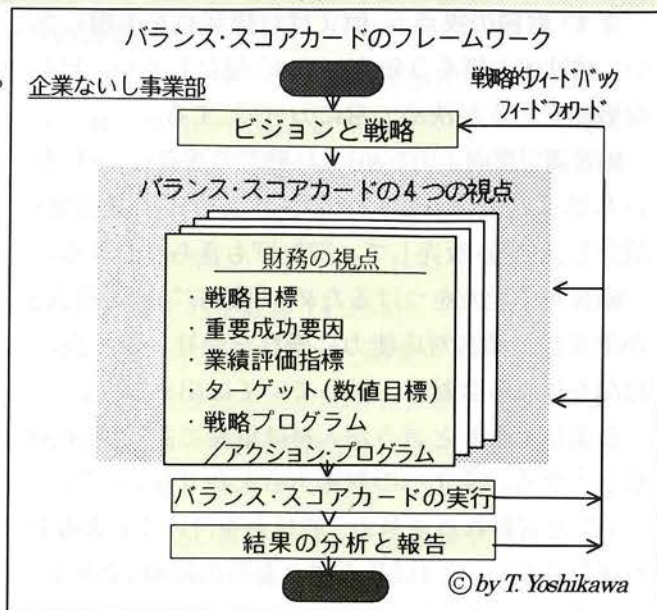 バランス・スコアカードのフレームワーク
企業ないし事業部
戦略的フィードバック
フィードフォワード
ビジョンと戦略
バランス・スコアカードの4つの視点
財務の視点
・戦略目標
・重要成功要因
・業績評価指標
・ターゲット(数値目標)
・戦略プログラム
/アクション・プログラム
バランス・スコアカードの実行
結果の分析と報告
© by T. Yoshikawa